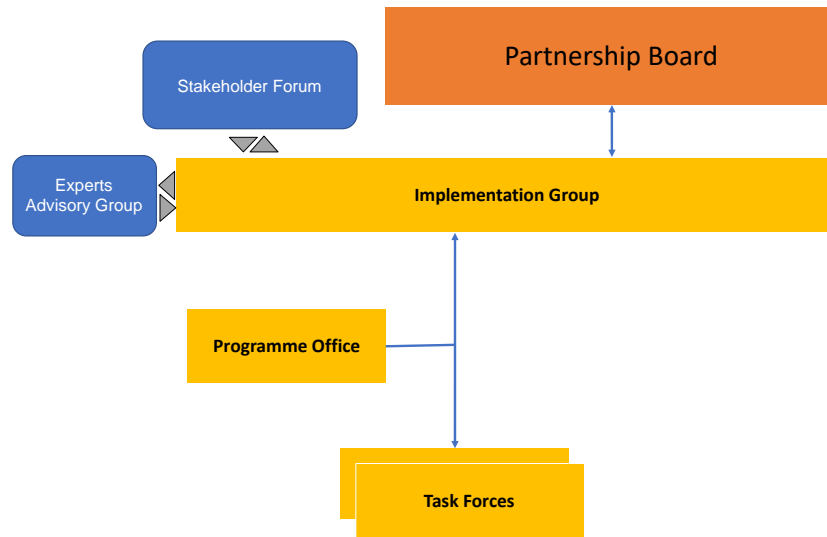 Partnership Board
Stakeholder Forum
Experts
Advisory Group
Implementation Group
Programme Office
Task Forces